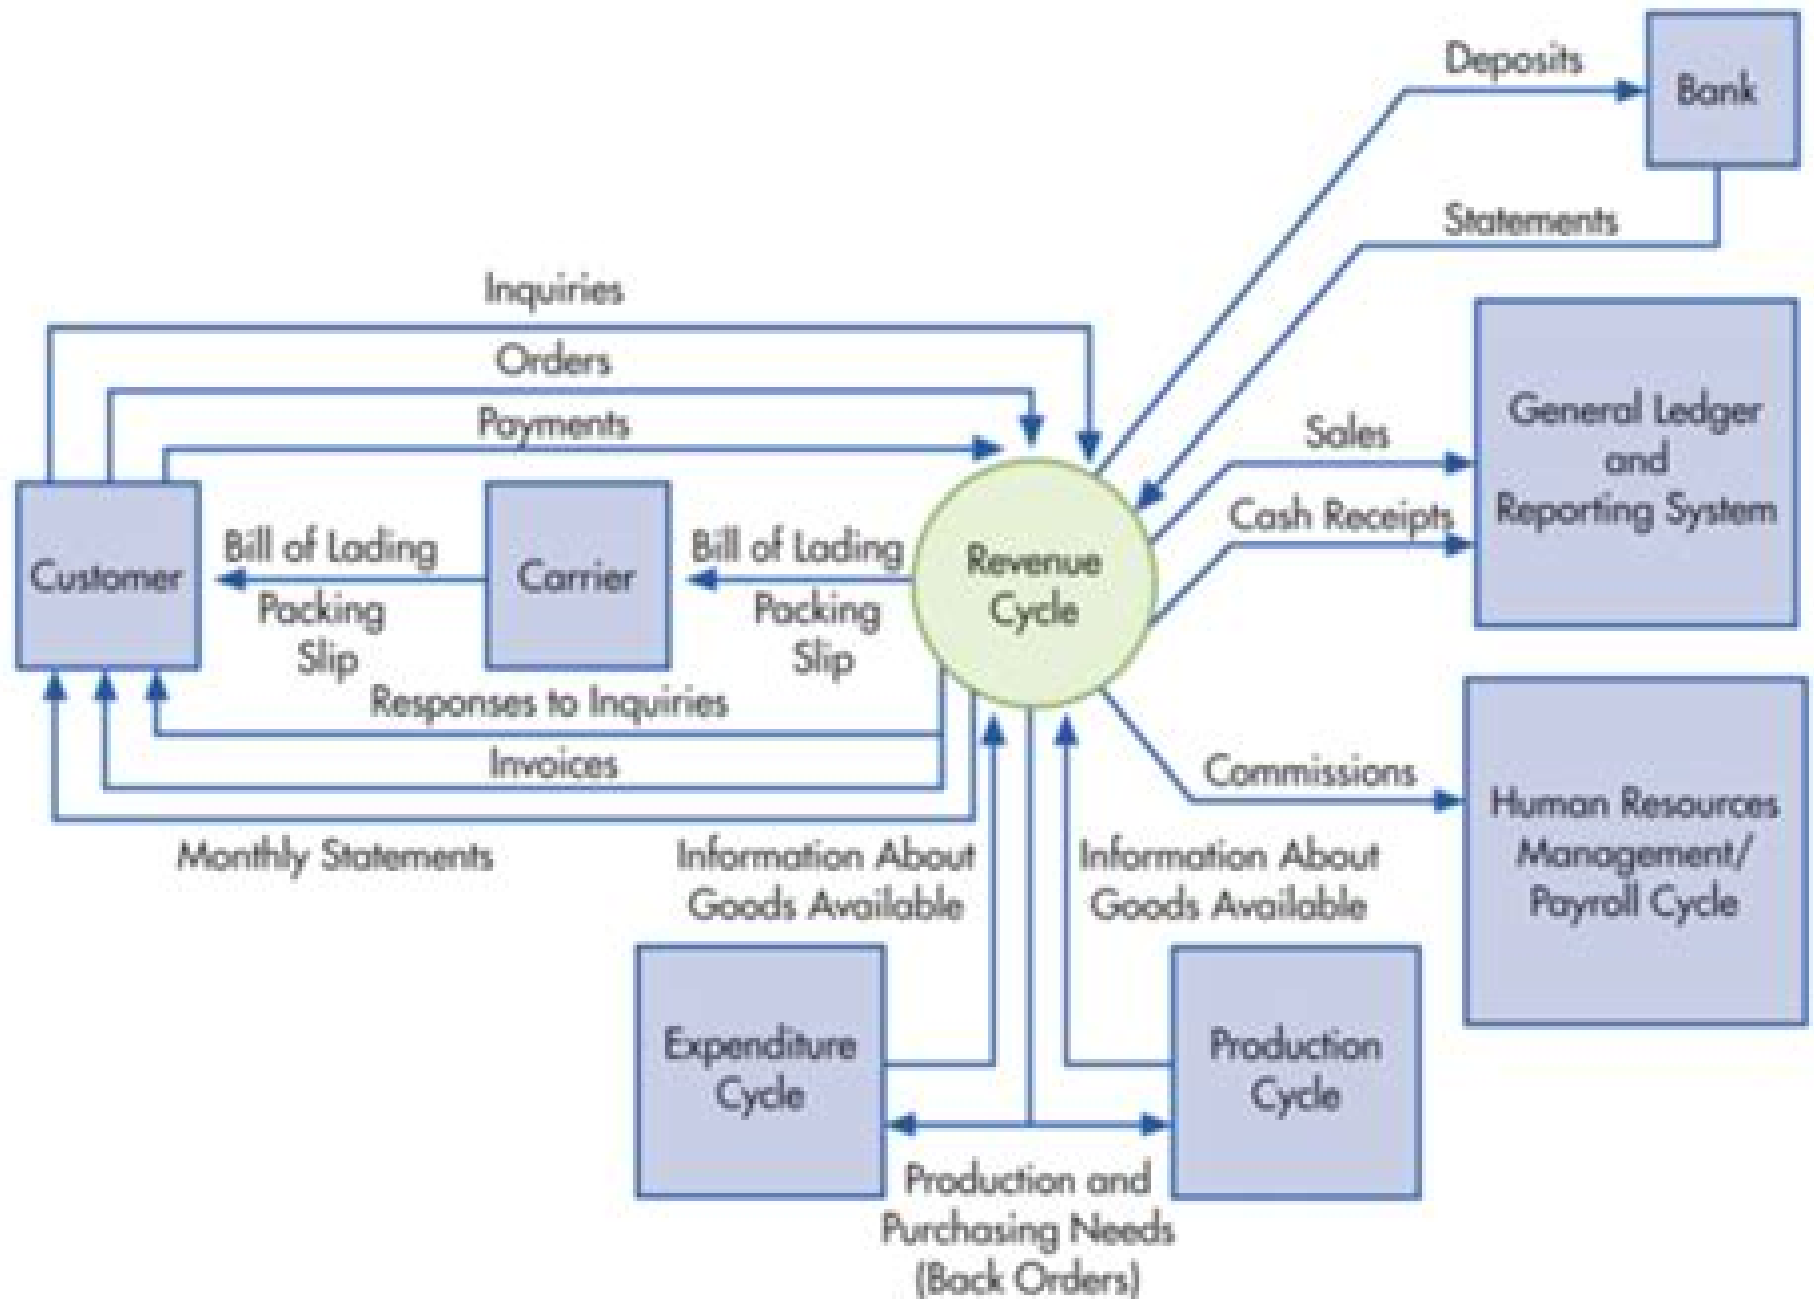 Deposits
Bank
Statements
Inquiries
Orders
Payments
General Ledger
and
Reporting System
Sales
Cash Receipts
Customer
Bill of Lading
Packing
Slip
Carrier
Bill of Lading
Packing
Slip
Revenue
Cycle
Responses to Inquiries
Invoices
Monthly Statements
Commissions
Human Resources
Management/
Payroll Cycle
Information About
Goods Available
Information About
Goods Available
Expenditure
Cycle
Production
Cycle
Production and
Purchasing Needs
(Back Orders)